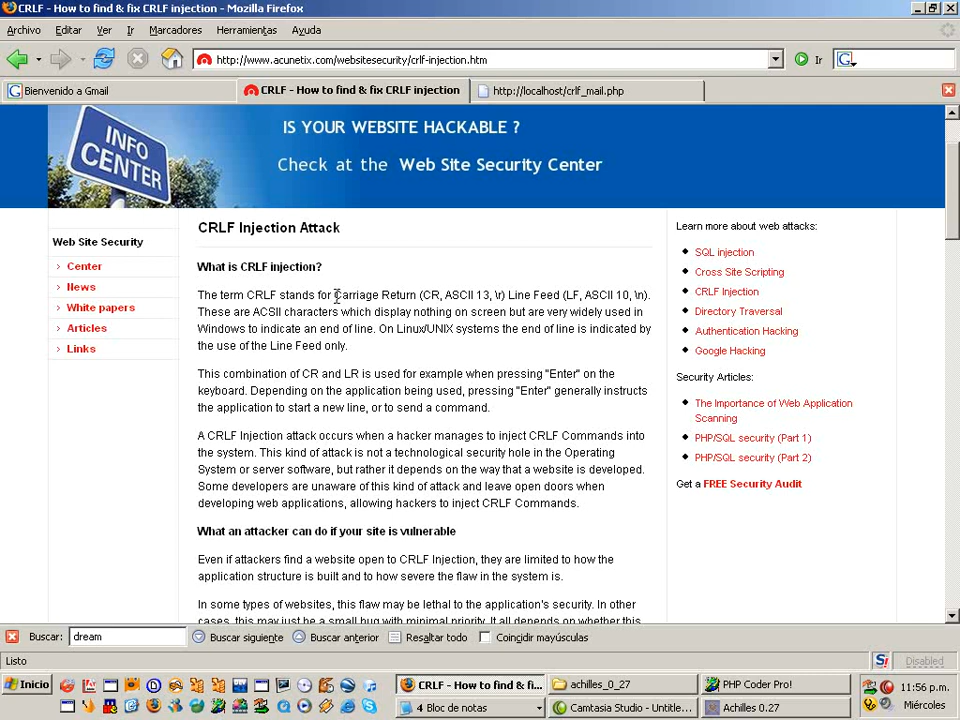 CRLF - How to find & fix CRLF injection - Mozilla Firefox
Archivo Editar Ver Ir Marcadores Herramientas Ayuda
http://www.acunetix.com/websitesecurity/crlf-injection.htm Ir
Bienvenido a Gmail CRLF - How to find & fix CRLF injection http://localhost/crlf_mail.php
INFO CENTER
IS YOUR WEBSITE HACKABLE ?
Check at the Web Site Security Center
Web Site Security
Center
News
White papers
Articles
Links
CRLF Injection Attack
What is CRLF injection?
The term CRLF stands for Carriage Return (CR, ASCII 13, \r) Line Feed (LF, ASCII 10, \n).
These are ACSII characters which display nothing on screen but are very widely used in
Windows to indicate an end of line. On Linux/UNIX systems the end of line is indicated by
the use of the Line Feed only.
This combination of CR and LR is used for example when pressing "Enter" on the
keyboard. Depending on the application being used, pressing "Enter" generally instructs
the application to start a new line, or to send a command.
A CRLF Injection attack occurs when a hacker manages to inject CRLF Commands into
the system. This kind of attack is not a technological security hole in the Operating
System or server software, but rather it depends on the way that a website is developed.
Some developers are unaware of this kind of attack and leave open doors when
developing web applications, allowing hackers to inject CRLF Commands.
What an attacker can do if your site is vulnerable
Even if attackers find a website open to CRLF Injection, they are limited to how the
application structure is built and to how severe the flaw in the system is.
In some types of websites, this flaw may be lethal to the application's security. In other
cases, this may just be a small bug with minimal priority. It all depends on whether this
Learn more about web attacks:
SQL injection
Cross Site Scripting
CRLF Injection
Directory Traversal
Authentication Hacking
Google Hacking
Security Articles:
The Importance of Web Application
Scanning
PHP/SQL security (Part 1)
PHP/SQL security (Part 2)
Get a FREE Security Audit
Buscar: dream Buscar siguiente Buscar anterior Resaltar todo Coincidir mayúsculas
Listo Disabled
Inicio CRLF - How to find & fi... achilles_0_27 PHP Coder Pro! 11:56 p.m.
4 Bloc de notas Camtasia Studio - Untitle... Achilles 0.27 Miércoles